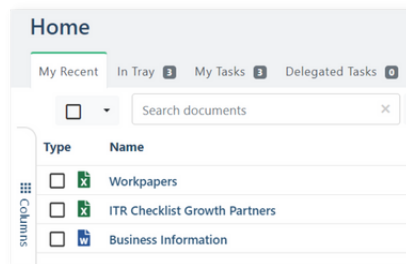 Home
My Recent In Tray 3 My Tasks 3 Delegated Tasks 0
Search documents
Type Name
Workpapers
ITR Checklist Growth Partners
Business Information
Columns